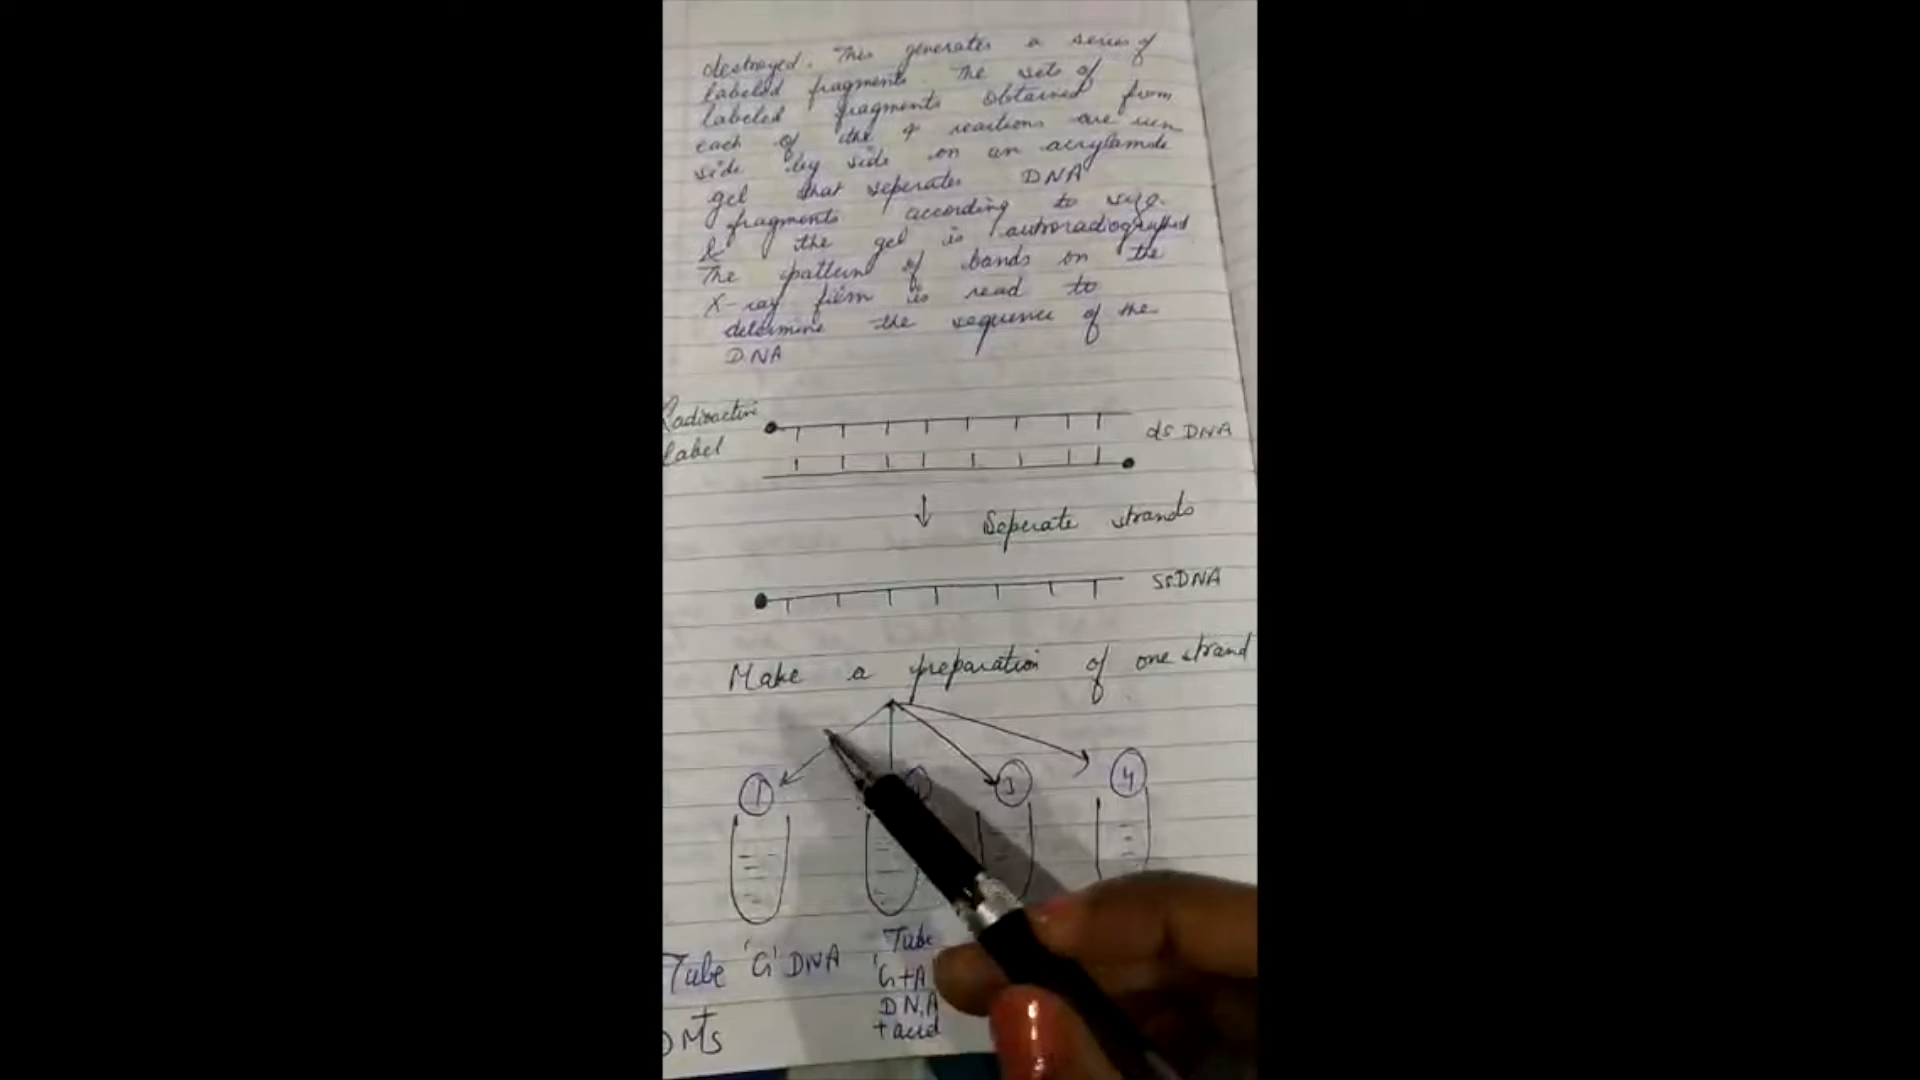 destroyed. This generates a series of
labeled fragments. The sets of
labeled fragments obtained from
each of the 4 reactions are run
side by side on an acrylamide
gel that seperates DNA
fragments according to size.
& the gel is autoradiographed
The pattern of bands on the
X-ray film is read to
determine the sequence of the
DNA
Radioactive
label
ds DNA
Seperate strands
ssDNA
Make a preparation of one strand
1
3
4
Tube 'G' DNA
+
DMS
Tube
'G+A
DNA
+ acid